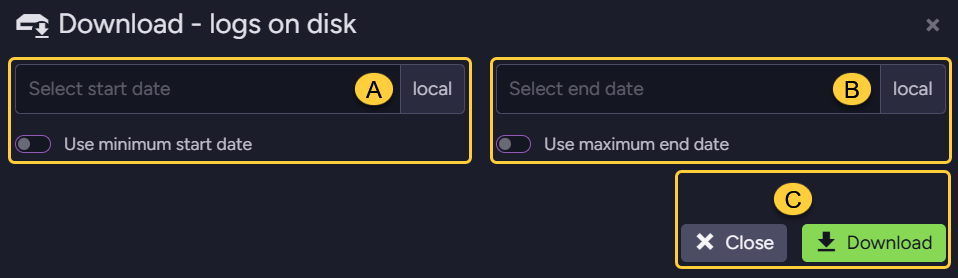 Download - logs on disk
Select start date A local
Select end date B local
Use minimum start date
Use maximum end date
C
Close
Download